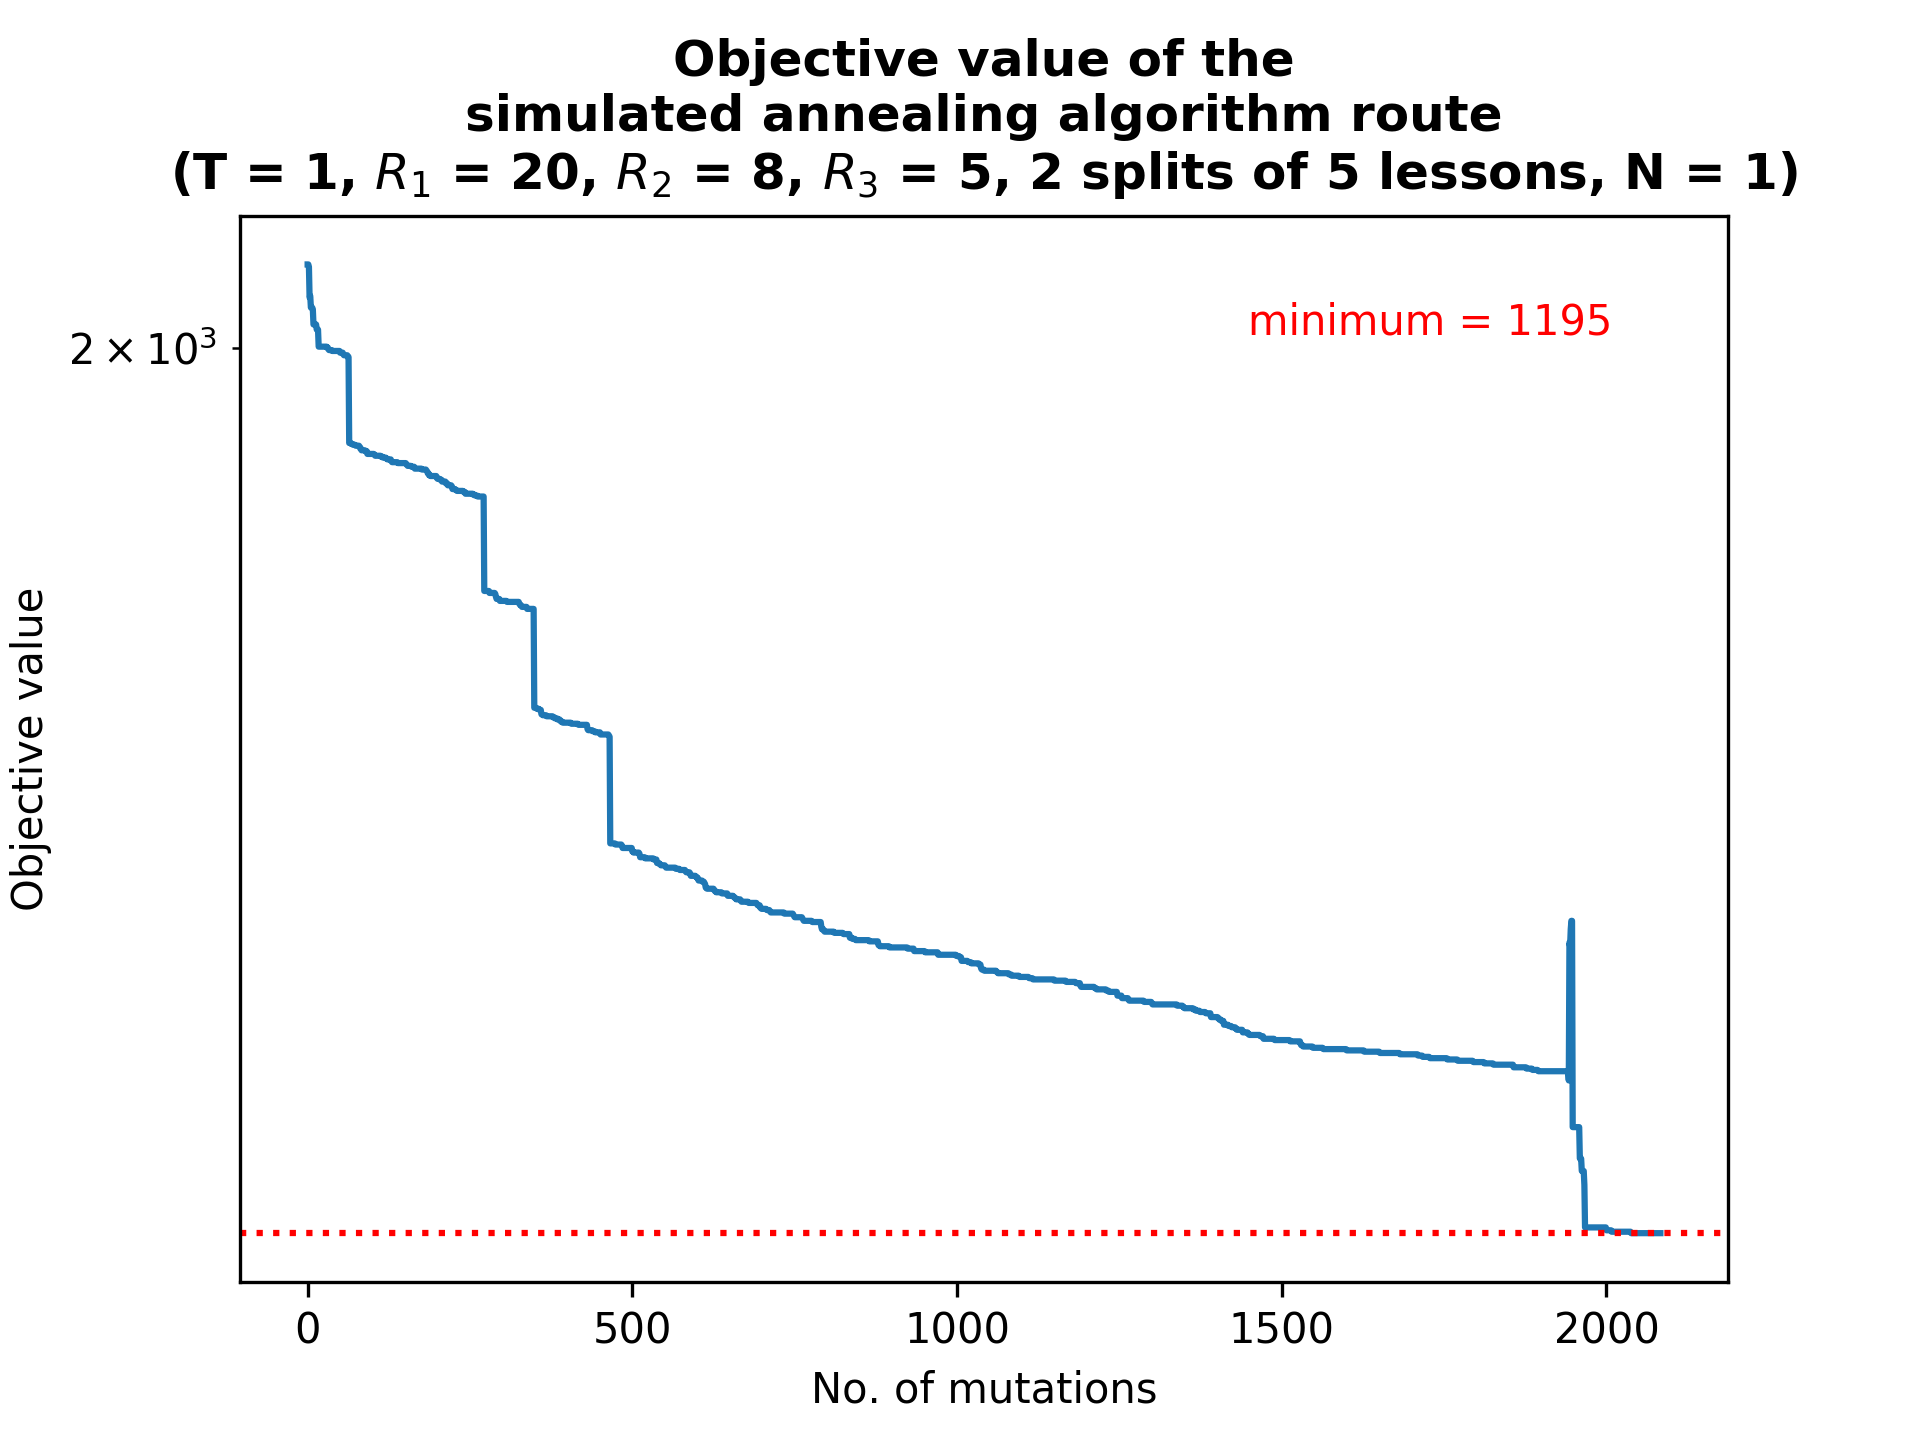 Objective value of the
simulated annealing algorithm route
(T = 1, R₁ = 20, R₂ = 8, R₃ = 5, 2 splits of 5 lessons, N = 1)
minimum = 1195
2 × 10³
Objective value
0 500 1000 1500 2000
No. of mutations